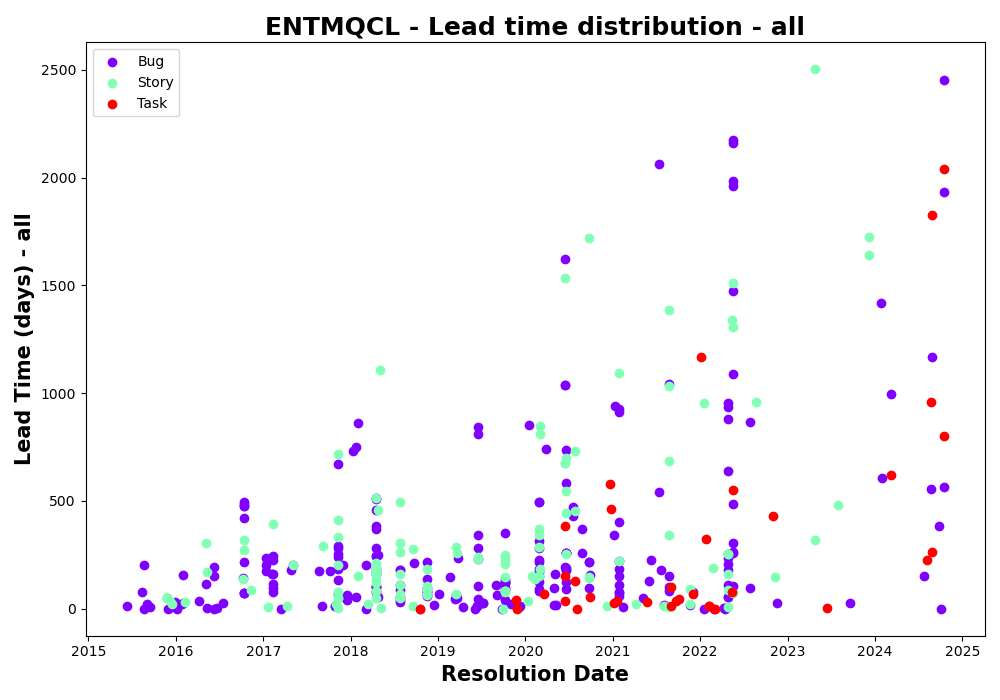 ENTMQCL - Lead time distribution - all
Bug
Story
Task
Lead Time (days) - all
2500
2000
1500
1000
500
0
2015 2016 2017 2018 2019 2020 2021 2022 2023 2024 2025
Resolution Date